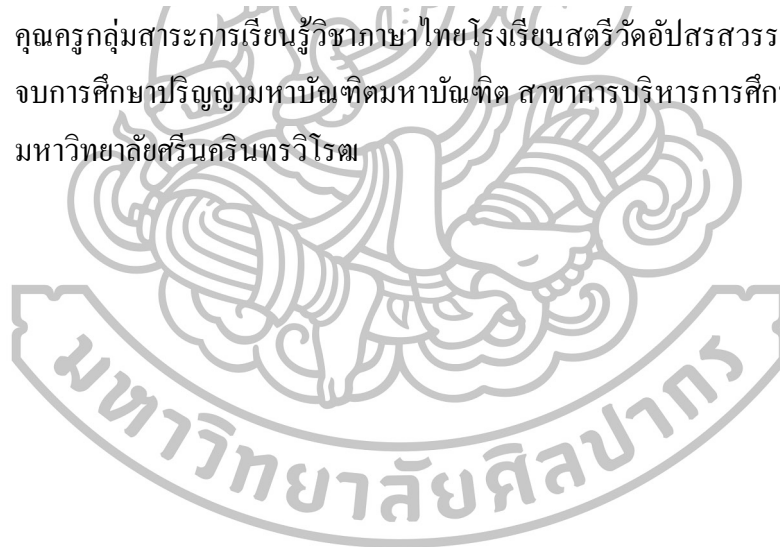 คุณครูกลุ่มสาระการเรียนรู้วิชาภาษาไทยโรงเรียนสตรีวัดอัปสรสวรร
จบการศึกษาปริญญามหาบัณฑิตมหาบัณฑิต สาขาการบริหารการศึก
มหาวิทยาลัยศรีนครินทรวิโรฒ
มหาวิทยาลัยศิลปากร